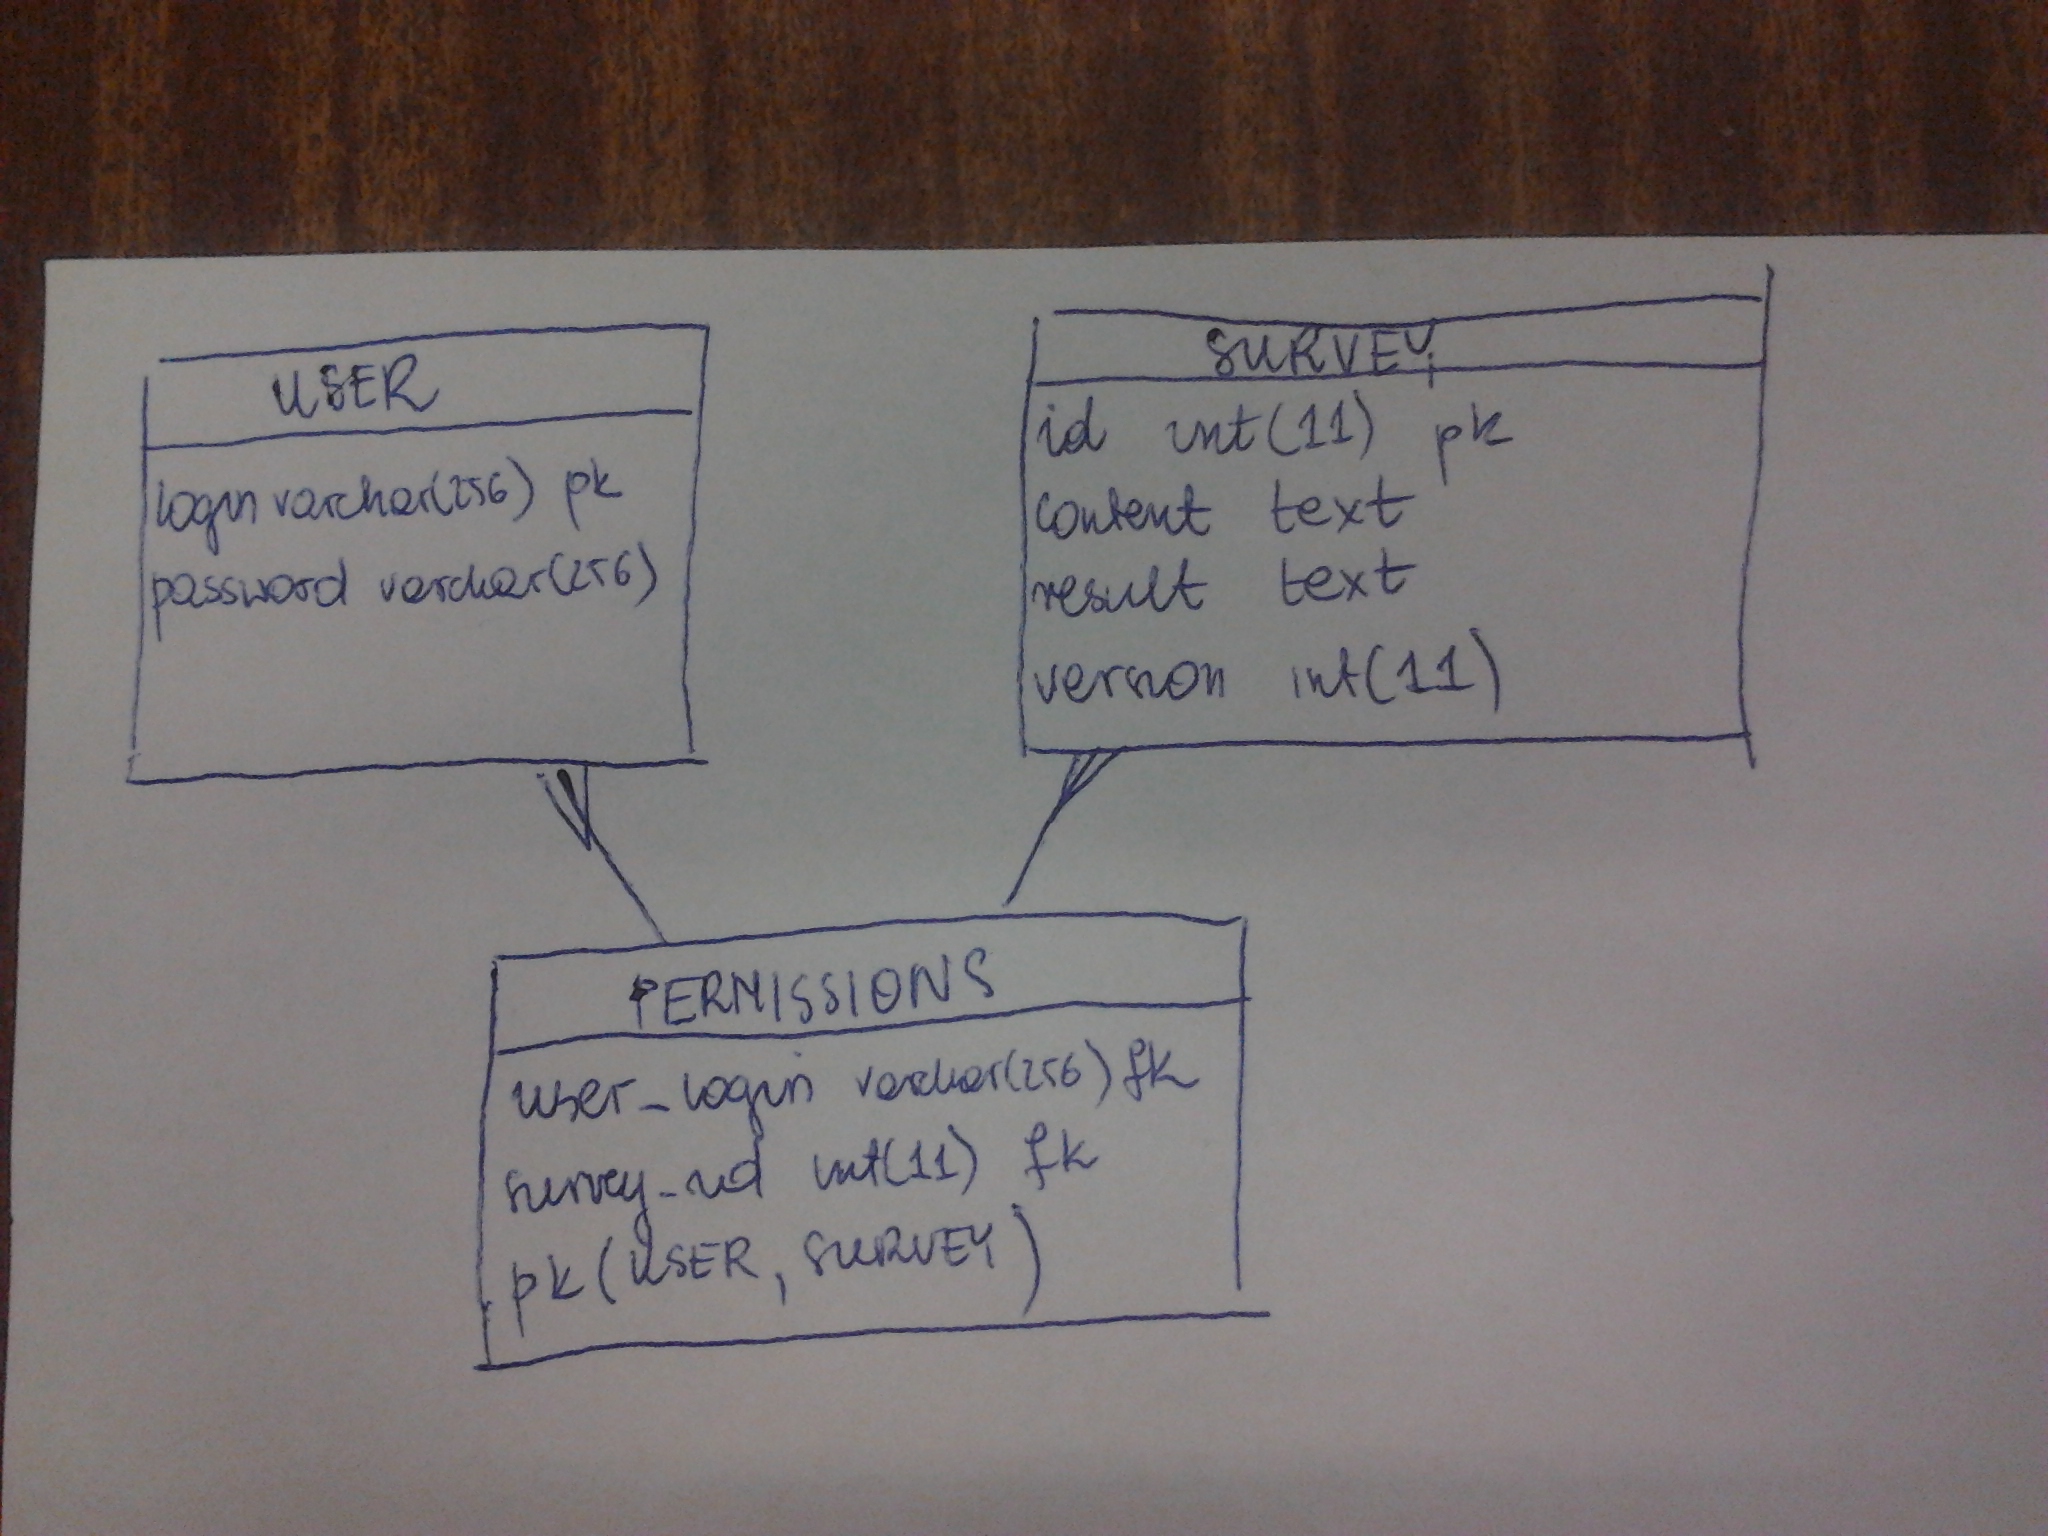 USER
login varchar(256) pk
password varchar(256)
SURVEY
id int(11) pk
content text
result text
version int(11)
PERMISSIONS
user_login varchar(256) fk
survey_id int(11) fk
pk (USER, SURVEY)